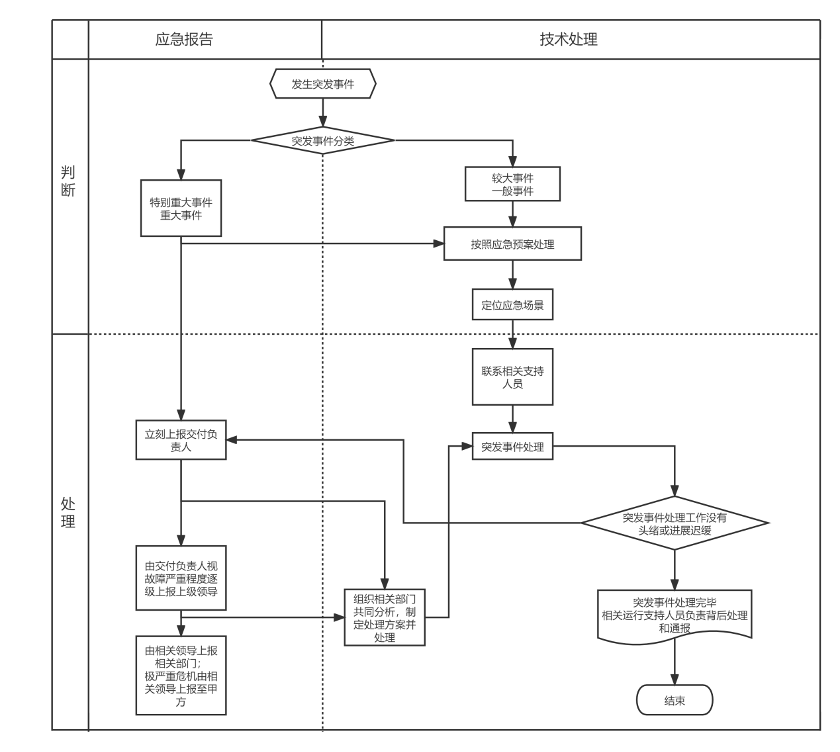 应急报告
技术处理
发生突发事件
突发事件分类
判
断
特别重大事件
重大事件
较大事件
一般事件
按照应急预案处理
定位应急场景
联系相关支持
人员
立刻上报交付负
责人
突发事件处理
处
理
突发事件处理工作没有
头绪或进展迟缓
由交付负责人视
故障严重程度逐
级上报上级领导
组织相关部门
共同分析，制
定处理方案并
处理
突发事件处理完毕
相关运行支持人员负责背后处理
和通报
由相关领导上报
相关部门；
极严重危机由相
关领导上报至甲
方
结束